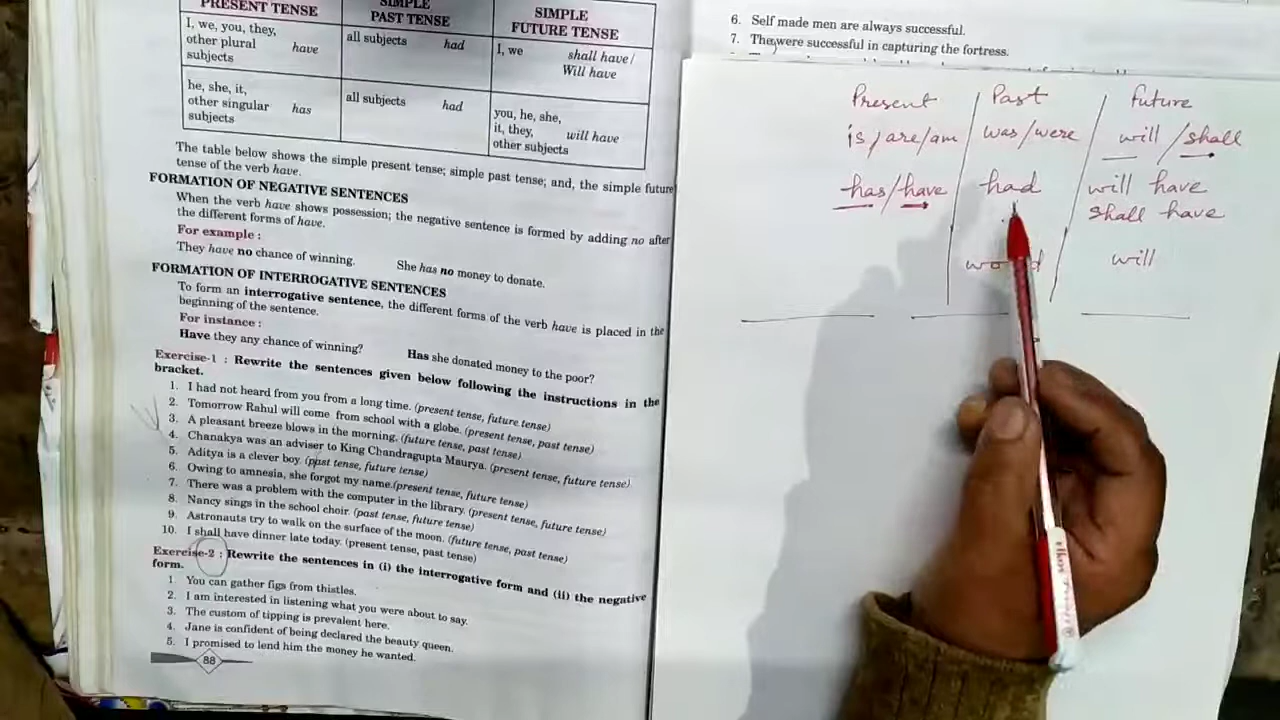 PRESENT TENSE
SIMPLE
PAST TENSE
SIMPLE
FUTURE TENSE
I, we, you, they,
other plural have
subjects
all subjects had
I, we shall have/
Will have
he, she, it,
other singular has
subjects
all subjects had
you, he, she,
it, they, will have
other subjects
The table below shows the simple present tense; simple past tense; and, the simple future
tense of the verb have.
FORMATION OF NEGATIVE SENTENCES
When the verb have shows possession; the negative sentence is formed by adding no after
the different forms of have.
For example :
They have no chance of winning. She has no money to donate.
FORMATION OF INTERROGATIVE SENTENCES
To form an interrogative sentence, the different forms of the verb have is placed in the
beginning of the sentence.
For instance :
Have they any chance of winning? Has she donated money to the poor?
Exercise-1 : Rewrite the sentences given below following the instructions in the
bracket.
1. I had not heard from you from a long time. (present tense, future tense)
2. Tomorrow Rahul will come from school with a globe. (present tense, past tense)
3. A pleasant breeze blows in the morning. (future tense, past tense)
4. Chanakya was an adviser to King Chandragupta Maurya. (present tense, future tense)
5. Aditya is a clever boy. (past tense, future tense)
6. Owing to amnesia, she forgot my name.(present tense, future tense)
7. There was a problem with the computer in the library. (present tense, future tense)
8. Nancy sings in the school choir. (past tense, future tense)
9. Astronauts try to walk on the surface of the moon. (future tense, past tense)
10. I shall have dinner late today. (present tense, past tense)
Exercise-2 : Rewrite the sentences in (i) the interrogative form and (ii) the negative
form.
1. You can gather figs from thistles.
2. I am interested in listening what you were about to say.
3. The custom of tipping is prevalent here.
4. Jane is confident of being declared the beauty queen.
5. I promised to lend him the money he wanted.
88
6. Self made men are always successful.
7. The were successful in capturing the fortress.
Present Past Future
is/are/am was/were will/shall
has/have had will have
shall have
will